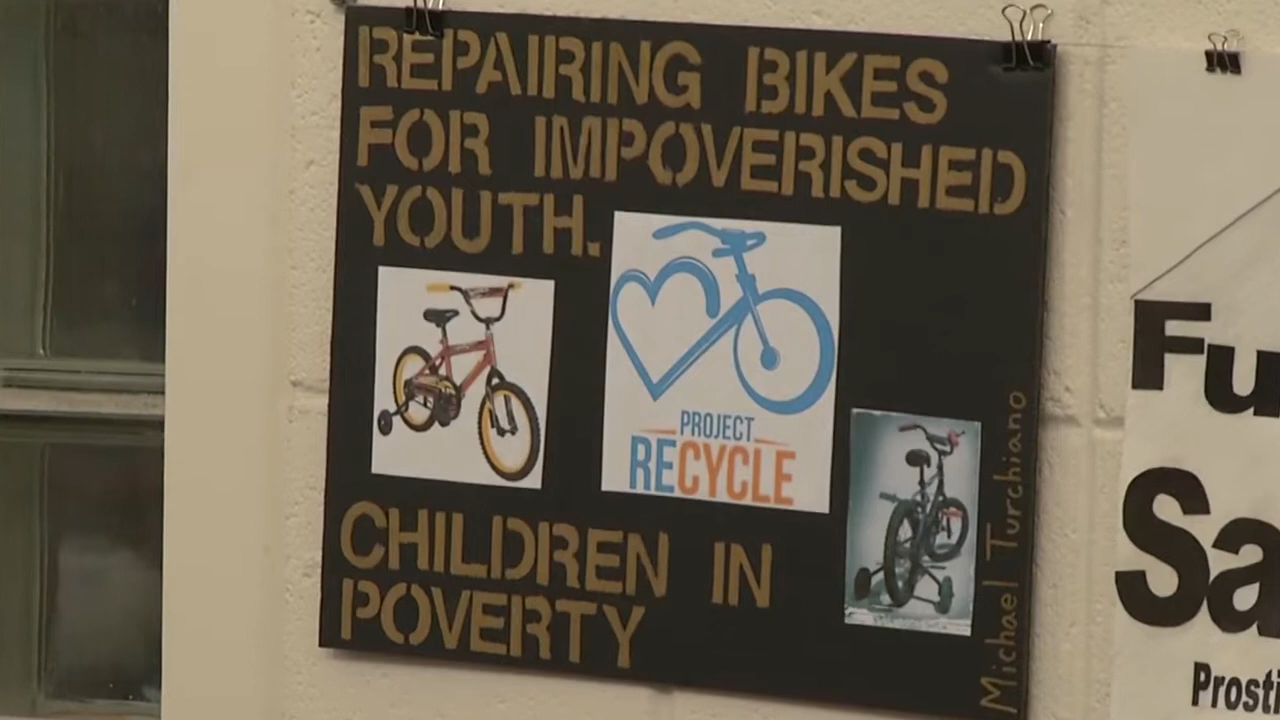 REPAIRING BIKES
FOR IMPOVERISHED
YOUTH.
PROJECT
RECYCLE
CHILDREN IN
POVERTY
Michael Turchiano
Fu
Sa
Prosti